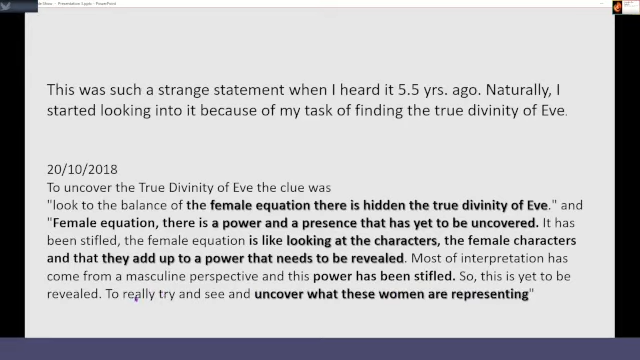 This was such a strange statement when I heard it 5.5 yrs. ago. Naturally, I
started looking into it because of my task of finding the true divinity of Eve.
20/10/2018
To uncover the True Divinity of Eve the clue was
"look to the balance of the female equation there is hidden the true divinity of Eve." and
"Female equation, there is a power and a presence that has yet to be uncovered. It has
been stifled, the female equation is like looking at the characters, the female characters
and that they add up to a power that needs to be revealed. Most of interpretation has
come from a masculine perspective and this power has been stifled. So, this is yet to be
revealed. To really try and see and uncover what these women are representing"